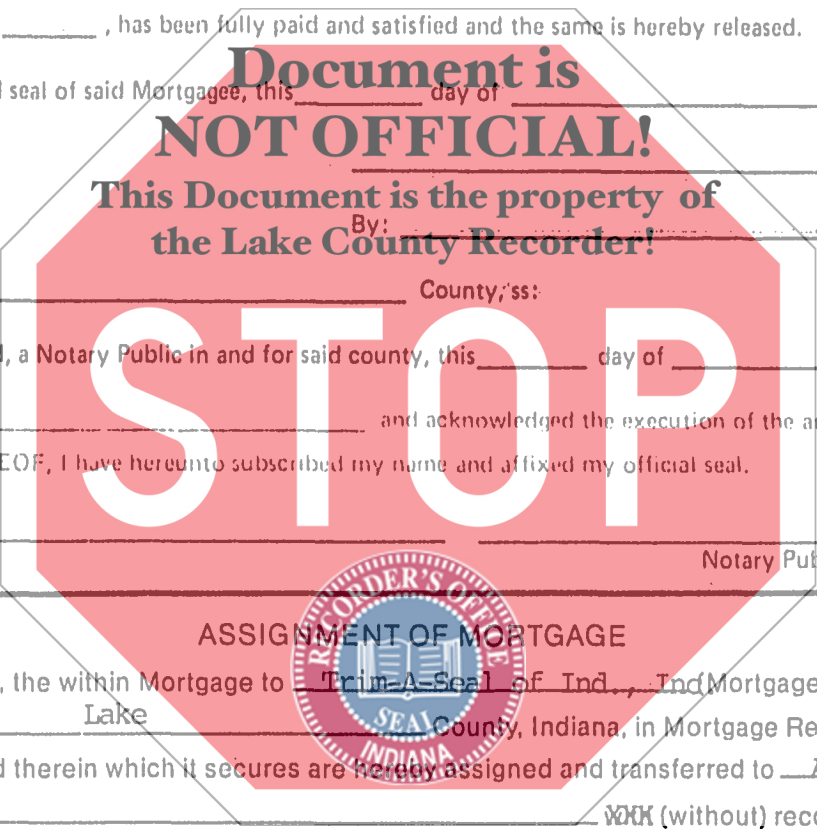 , has been fully paid and satisfied and the same is hereby released.
Document is
seal of said Mortgagee, this day of
NOT OFFICIAL!
This Document is the property of
By:
the Lake County Recorder!
County, ss:
STOP
, a Notary Public in and for said county, this day of
and acknowledged the execution of the
EOF, I have hereunto subscribed my name and affixed my official seal.
Notary Pub
RECORDER'S OFFICE
ASSIGNMENT OF MORTGAGE
, the within Mortgage to Trim-A-Seal of Ind., Inc(Mortgage
Lake
SEAL
County, Indiana, in Mortgage Re
INDIANA
d therein which it secures are hereby assigned and transferred to
XXX (without) reco